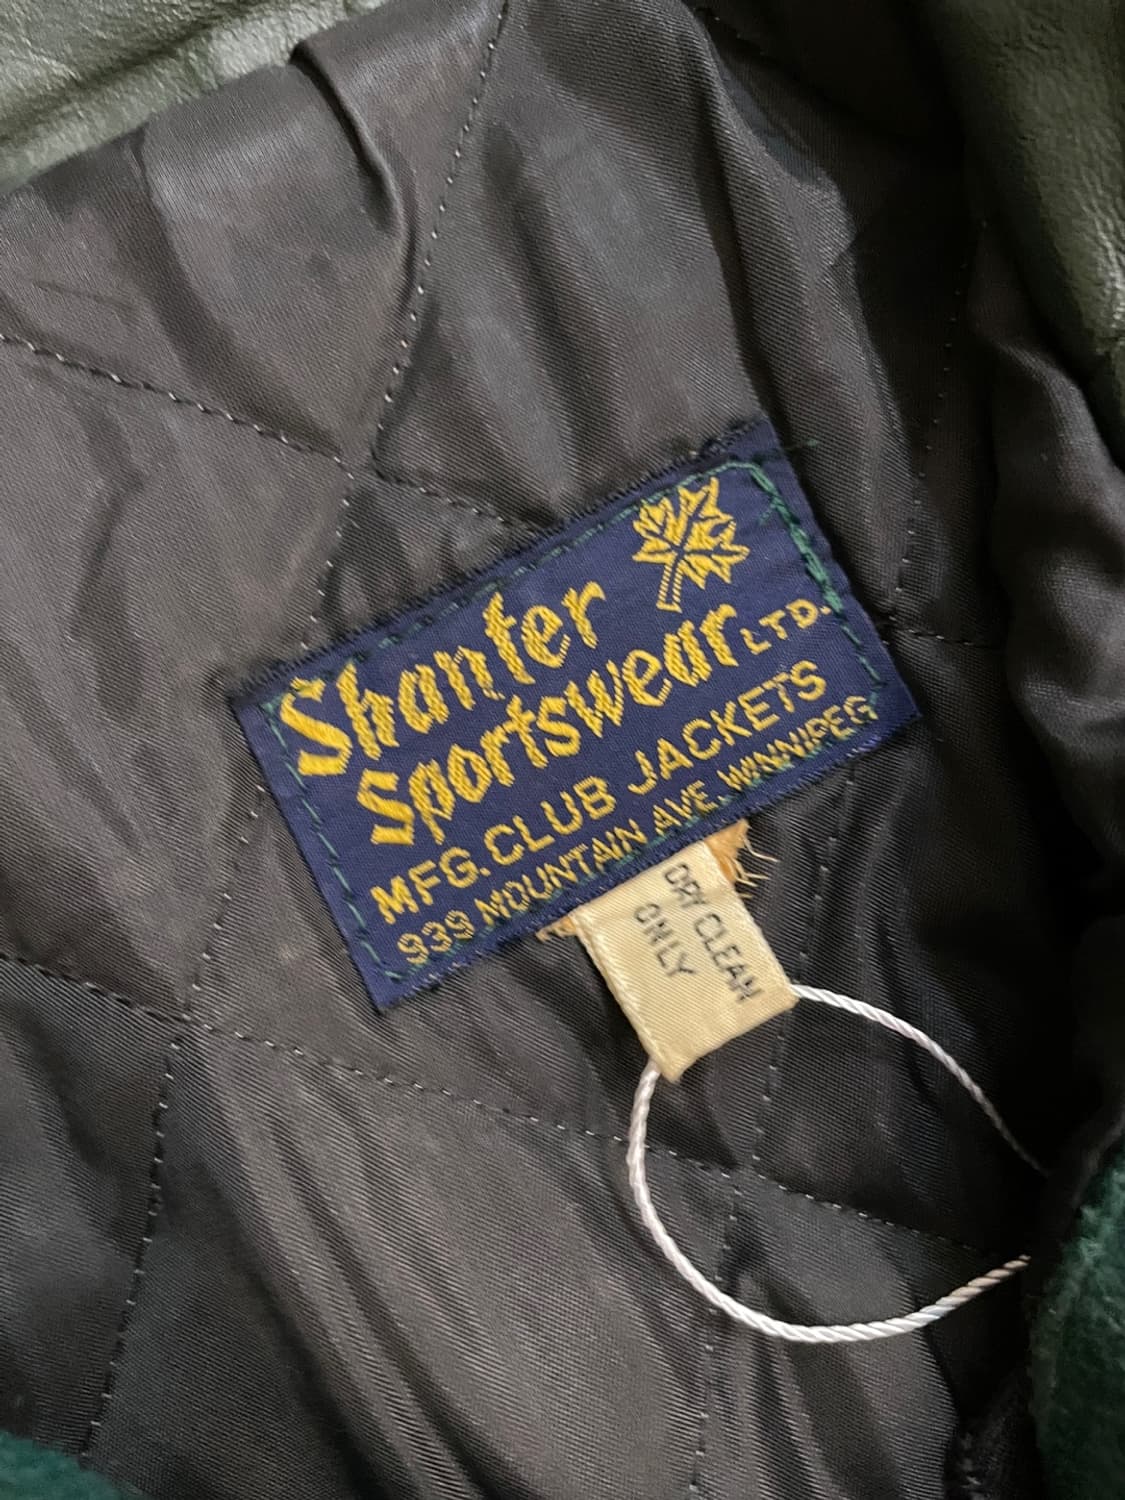 Shanter
Sportswear LTD.
MFG. CLUB JACKETS
939 MOUNTAIN AVE. WINNIPEG
DRY CLEAN
ONLY